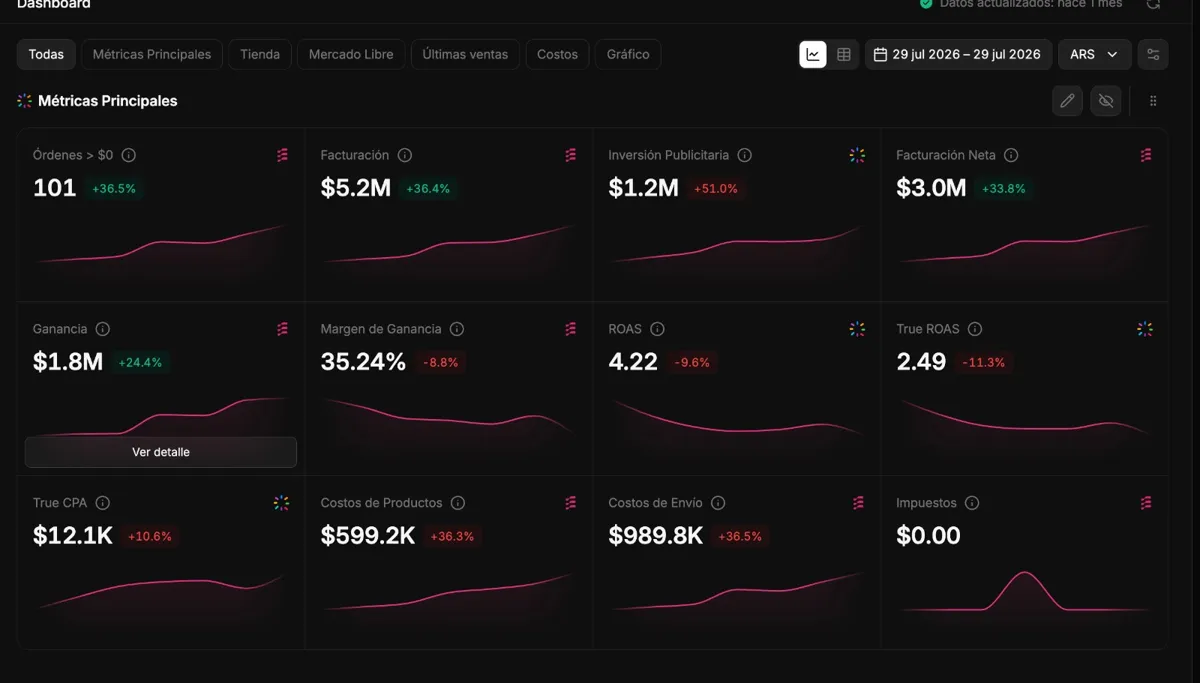 Dashboard
Datos actualizados: hace 1 mes
Todas Métricas Principales Tienda Mercado Libre Últimas ventas Costos Gráfico 29 jul 2026 – 29 jul 2026 ARS
Métricas Principales
Órdenes > $0
101 +36.5%
Facturación
$5.2M +36.4%
Inversión Publicitaria
$1.2M +51.0%
Facturación Neta
$3.0M +33.8%
Ganancia
$1.8M +24.4%
Ver detalle
Margen de Ganancia
35.24% -8.8%
ROAS
4.22 -9.6%
True ROAS
2.49 -11.3%
True CPA
$12.1K +10.6%
Costos de Productos
$599.2K +36.3%
Costos de Envío
$989.8K +36.5%
Impuestos
$0.00